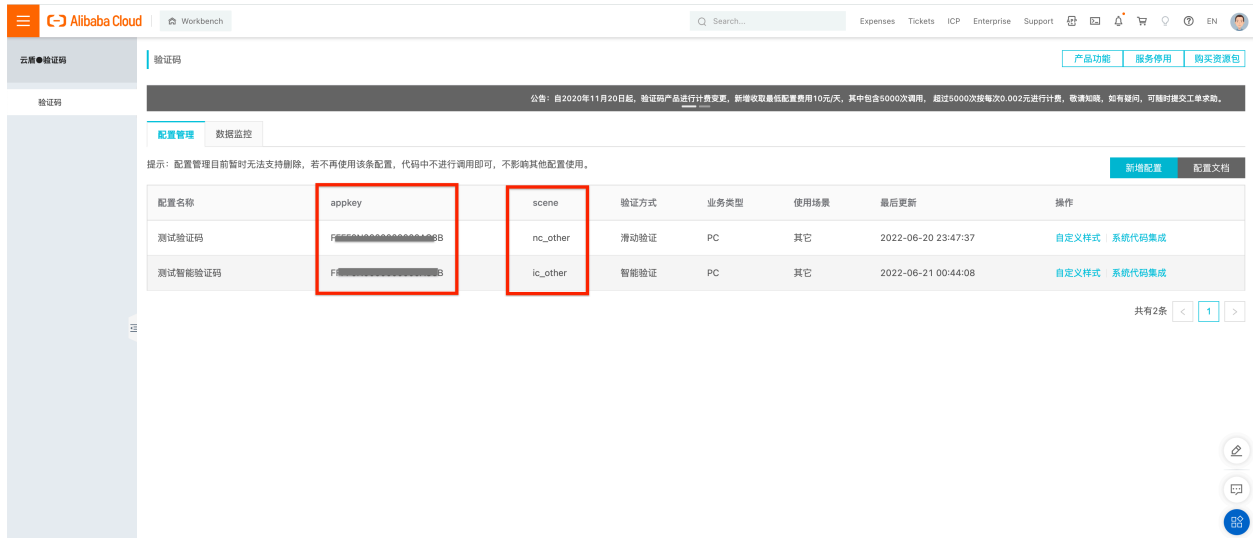 Alibaba Cloud Workbench Search... Expenses Tickets ICP Enterprise Support EN
云盾●验证码
验证码
验证码
产品功能 服务停用 购买资源包
公告：自2020年11月20日起，验证码产品进行计费变更，新增收取最低配置费用10元/天，其中包含5000次调用， 超过5000次按每次0.002元进行计费，敬请知晓，如有疑问，可随时提交工单求助。
配置管理 数据监控
提示：配置管理目前暂时无法支持删除，若不再使用该条配置，代码中不进行调用即可，不影响其他配置使用。
新增配置 配置文档
配置名称 appkey scene 验证方式 业务类型 使用场景 最后更新 操作
测试验证码 nc_other 滑动验证 PC 其它 2022-06-20 23:47:37 自定义样式 系统代码集成
测试智能验证码 ic_other 智能验证 PC 其它 2022-06-21 00:44:08 自定义样式 系统代码集成
共有2条 < 1 >